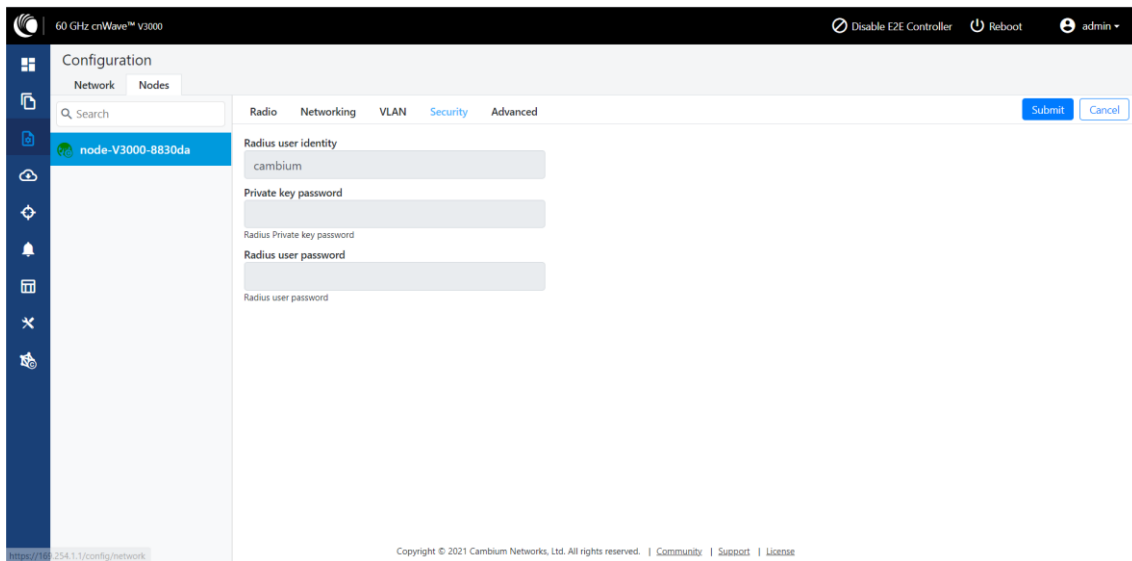 60 GHz cnWave™ V3000
Disable E2E Controller
Reboot
admin
Configuration
Network Nodes
Search
node-V3000-8830da
Radio Networking VLAN Security Advanced
Submit Cancel
Radius user identity
cambium
Private key password
Radius Private key password
Radius user password
Radius user password
Copyright © 2021 Cambium Networks, Ltd. All rights reserved. | Community | Support | License
https://169.254.1.1/config/network